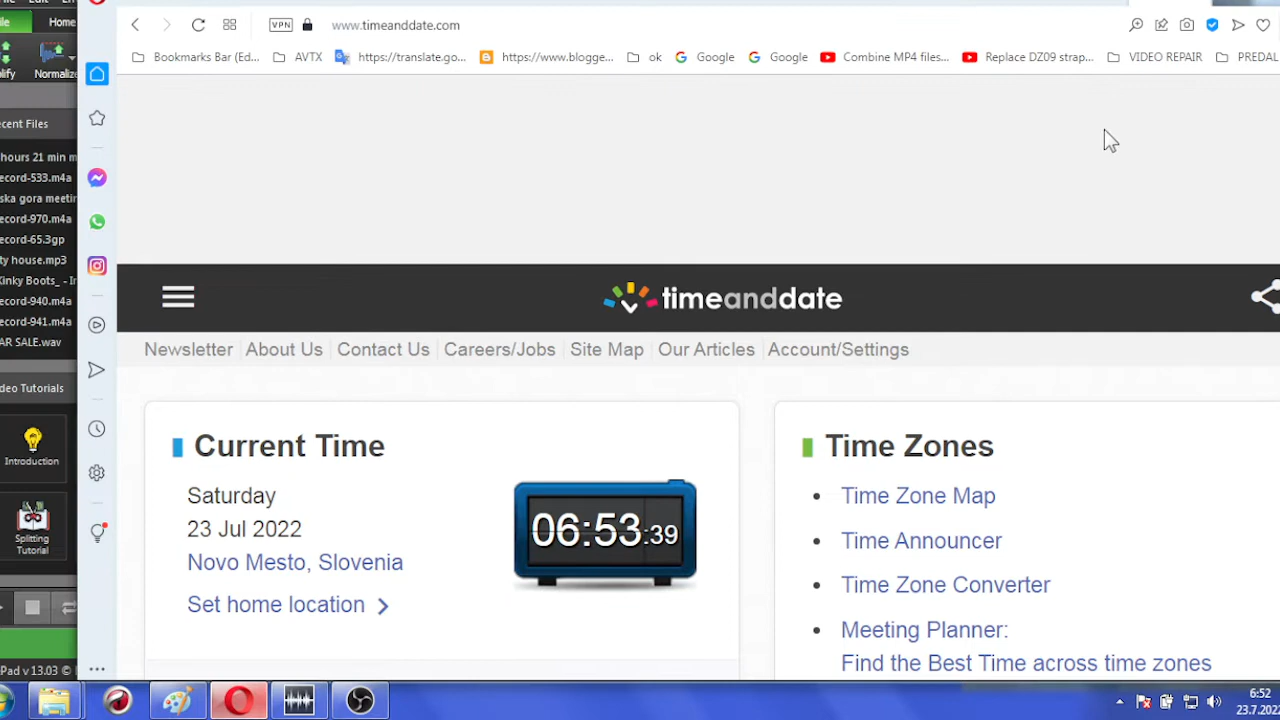 Home
VPN
www.timeanddate.com
Bookmarks Bar (Ed...
AVTX
https://translate.go...
https://www.blogge...
ok
Google
Google
Combine MP4 files...
Replace DZ09 strap...
VIDEO REPAIR
PREDAL
Normaliz
ecent Files
hours 21 min m
ecord-533.m4a
ska gora meetin
ecord-970.m4a
ecord-65.3gp
ty house.mp3
Kinky Boots_ - In
ecord-940.m4a
ecord-941.m4a
AR SALE.wav
deo Tutorials
Introduction
Splitting
Tutorial
Pad v 13.03 ©
timeanddate
Newsletter
About Us
Contact Us
Careers/Jobs
Site Map
Our Articles
Account/Settings
Current Time
Saturday
23 Jul 2022
Novo Mesto, Slovenia
Set home location
06:53:39
Time Zones
• Time Zone Map
• Time Announcer
• Time Zone Converter
• Meeting Planner:
Find the Best Time across time zones
6:52
23.7.202